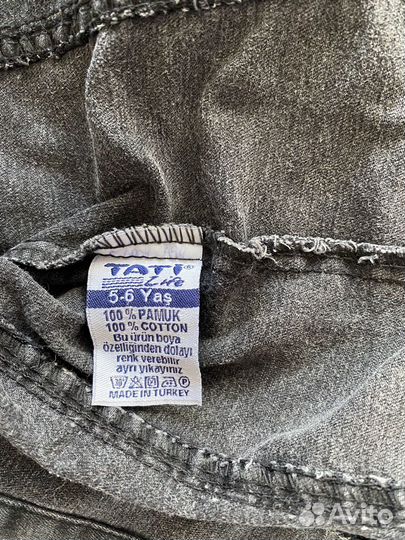 TATI®
Life
5-6 Yaş
100 % PAMUK
100 % COTTON
Bu ürün boya
özelliğinden dolayı
renk verebilir
ayrı yıkayınız
MADE IN TURKEY
Avito